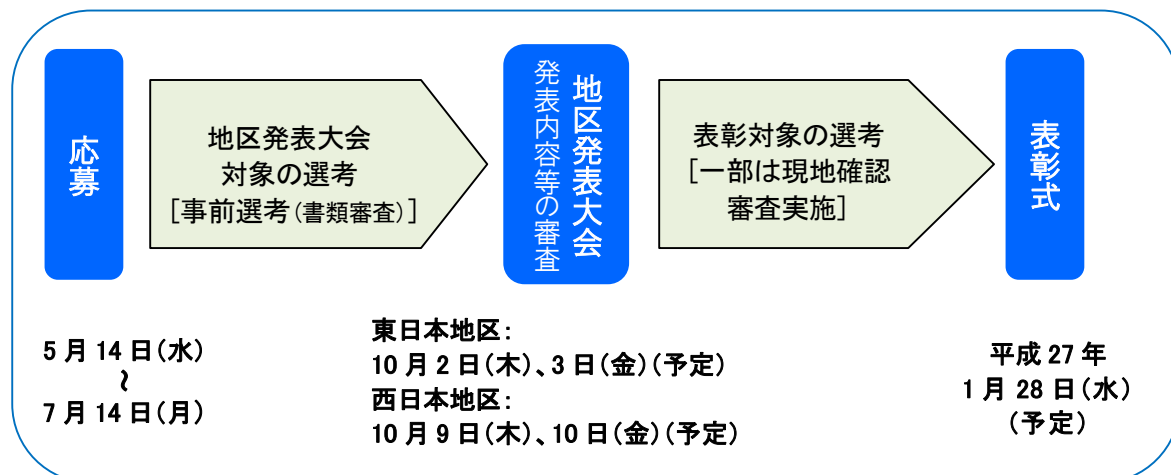 応募
地区発表大会
対象の選考
[事前選考(書類審査)]
地区発表大会
発表内容等の審査
表彰対象の選考
[一部は現地確認
審査実施]
表彰式
5月14日(水)
~
7月14日(月)
東日本地区:
10月2日(木)、3日(金)(予定)
西日本地区:
10月9日(木)、10日(金)(予定)
平成27年
1月28日(水)
(予定)